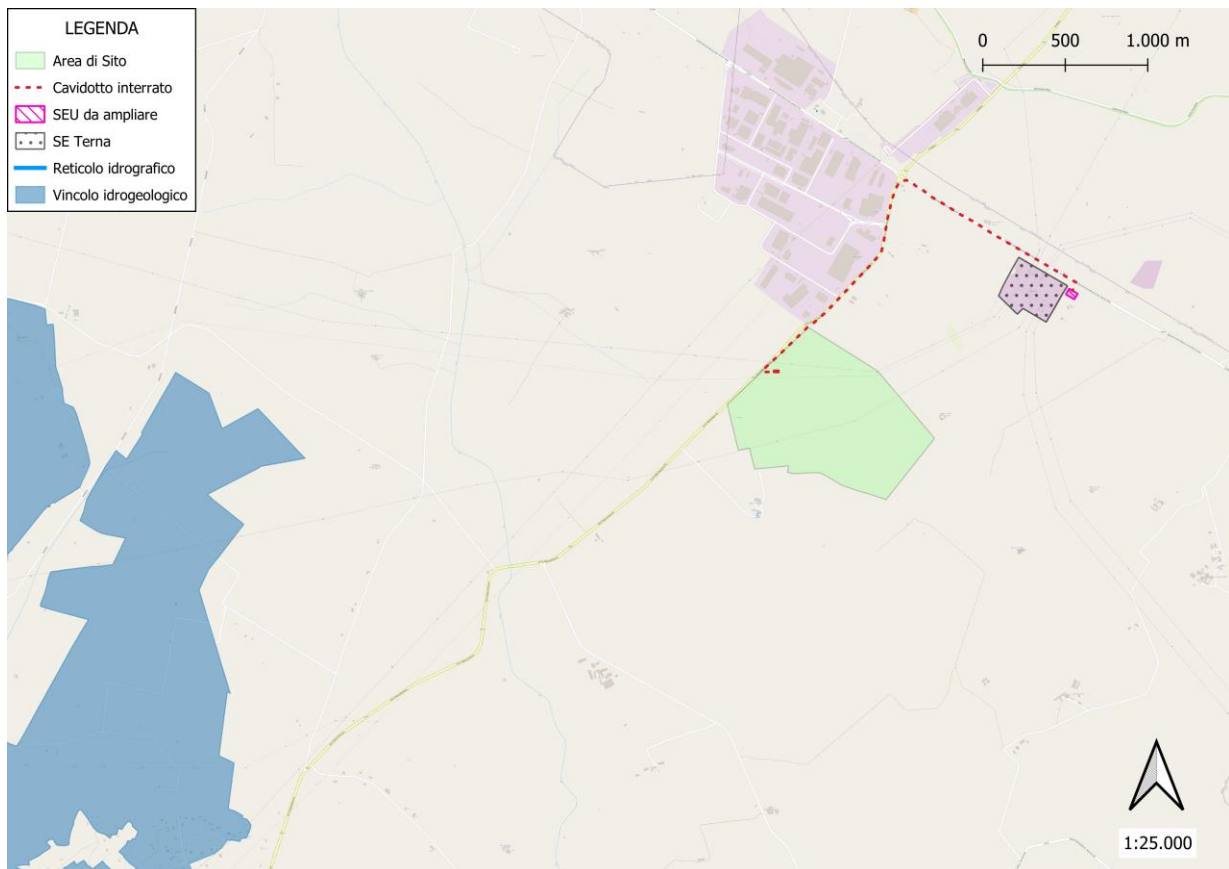 LEGENDA
Area di Sito
Cavidotto interrato
SEU da ampliare
SE Terna
Reticolo idrografico
Vincolo idrogeologico
0 500 1.000 m
1:25.000